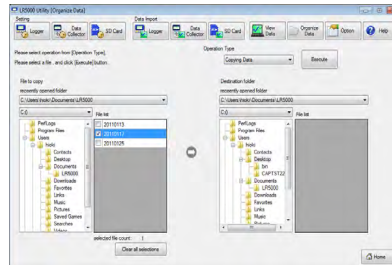 LR5000 Utility [Organize Data]
Setting
Data Import
Logger
Data Collector
SD Card
Logger
Data Collector
SD Card
View Data
Organize Data
Option
Help
Operation Type
Please select operation from [Operation Type],
Copying Data
Execute
Please select a file and click [Execute] button.
File to copy
Destination folder
recenently opened folder
recenently opened folder
C:\Users\hioki\Documents\LR5000
C:\Users\hioki\Documents\LR5000
C:()
File list
C:()
File list
PerfLogs
Program Files
Users
hioki
Contacts
Desktop
Documents
LR5000
Downloads
Favorites
Links
Music
Pictures
Saved Games
Searches
Videos
20110113
20110117
20110125
PerfLogs
Program Files
Users
hioki
Contacts
Desktop
bin
CAPTST22
Documents
LR5000
Downloads
Favorites
Links
Music
Pictures
selected file count: 1
Clear all selections
Home